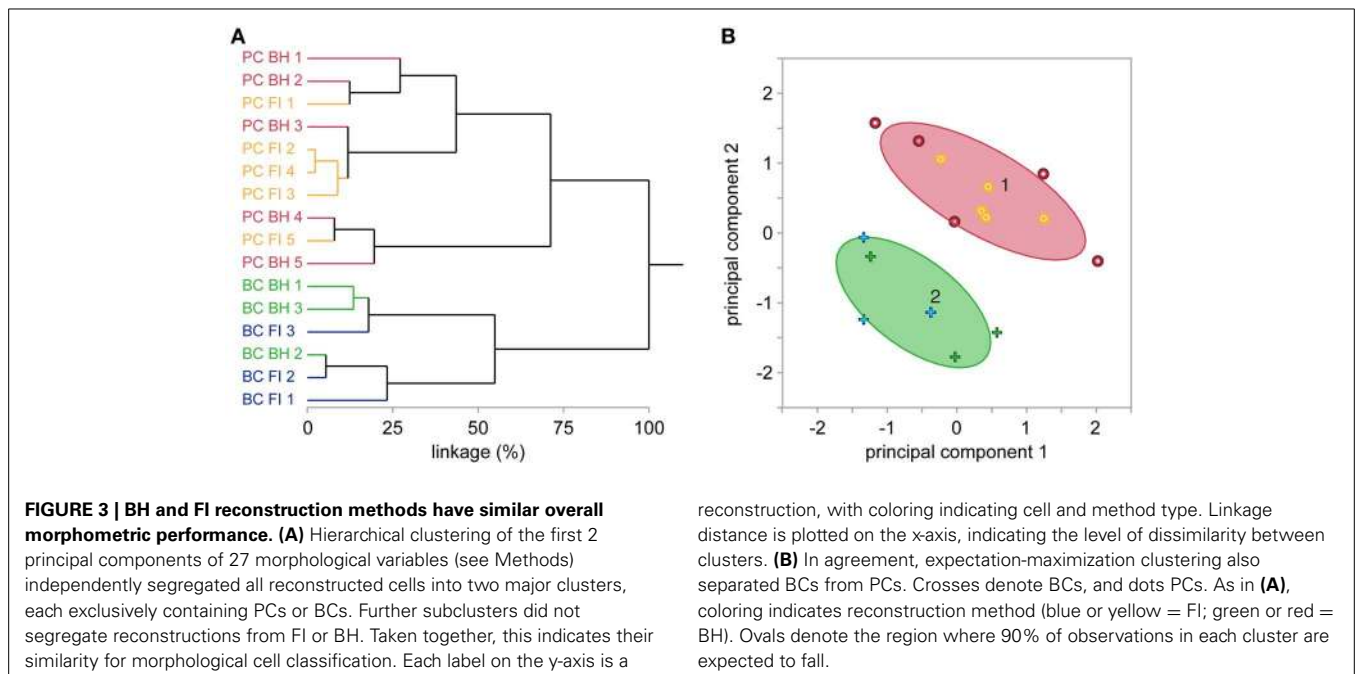 A
PC BH 1
PC BH 2
PC FI 1
PC BH 3
PC FI 2
PC FI 4
PC FI 3
PC BH 4
PC FI 5
PC BH 5
BC BH 1
BC BH 3
BC FI 3
BC BH 2
BC FI 2
BC FI 1
0 25 50 75 100
linkage (%)
B
principal component 2
2
1
0
-1
-2
1
2
-2 -1 0 1 2
principal component 1
FIGURE 3 | BH and FI reconstruction methods have similar overall
morphometric performance. (A) Hierarchical clustering of the first 2
principal components of 27 morphological variables (see Methods)
independently segregated all reconstructed cells into two major clusters,
each exclusively containing PCs or BCs. Further subclusters did not
segregate reconstructions from FI or BH. Taken together, this indicates their
similarity for morphological cell classification. Each label on the y-axis is a
reconstruction, with coloring indicating cell and method type. Linkage
distance is plotted on the x-axis, indicating the level of dissimilarity between
clusters. (B) In agreement, expectation-maximization clustering also
separated BCs from PCs. Crosses denote BCs, and dots PCs. As in (A),
coloring indicates reconstruction method (blue or yellow = FI; green or red =
BH). Ovals denote the region where 90% of observations in each cluster are
expected to fall.